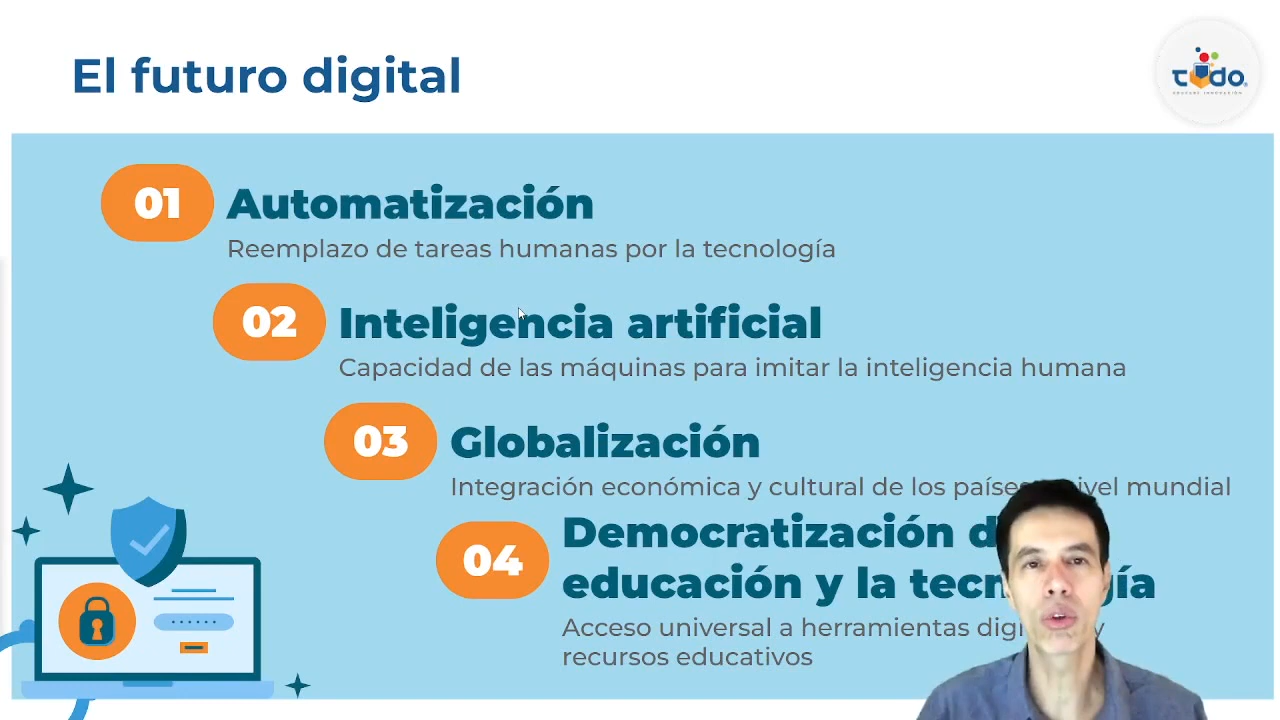 El futuro digital
todo
01
Automatización
Reemplazo de tareas humanas por la tecnología
02
Inteligencia artificial
Capacidad de las máquinas para imitar la inteligencia humana
03
Globalización
Integración económica y cultural de los países nivel mundial
04
Democratización
educación y la
Acceso universal a herramientas y
recursos educativos